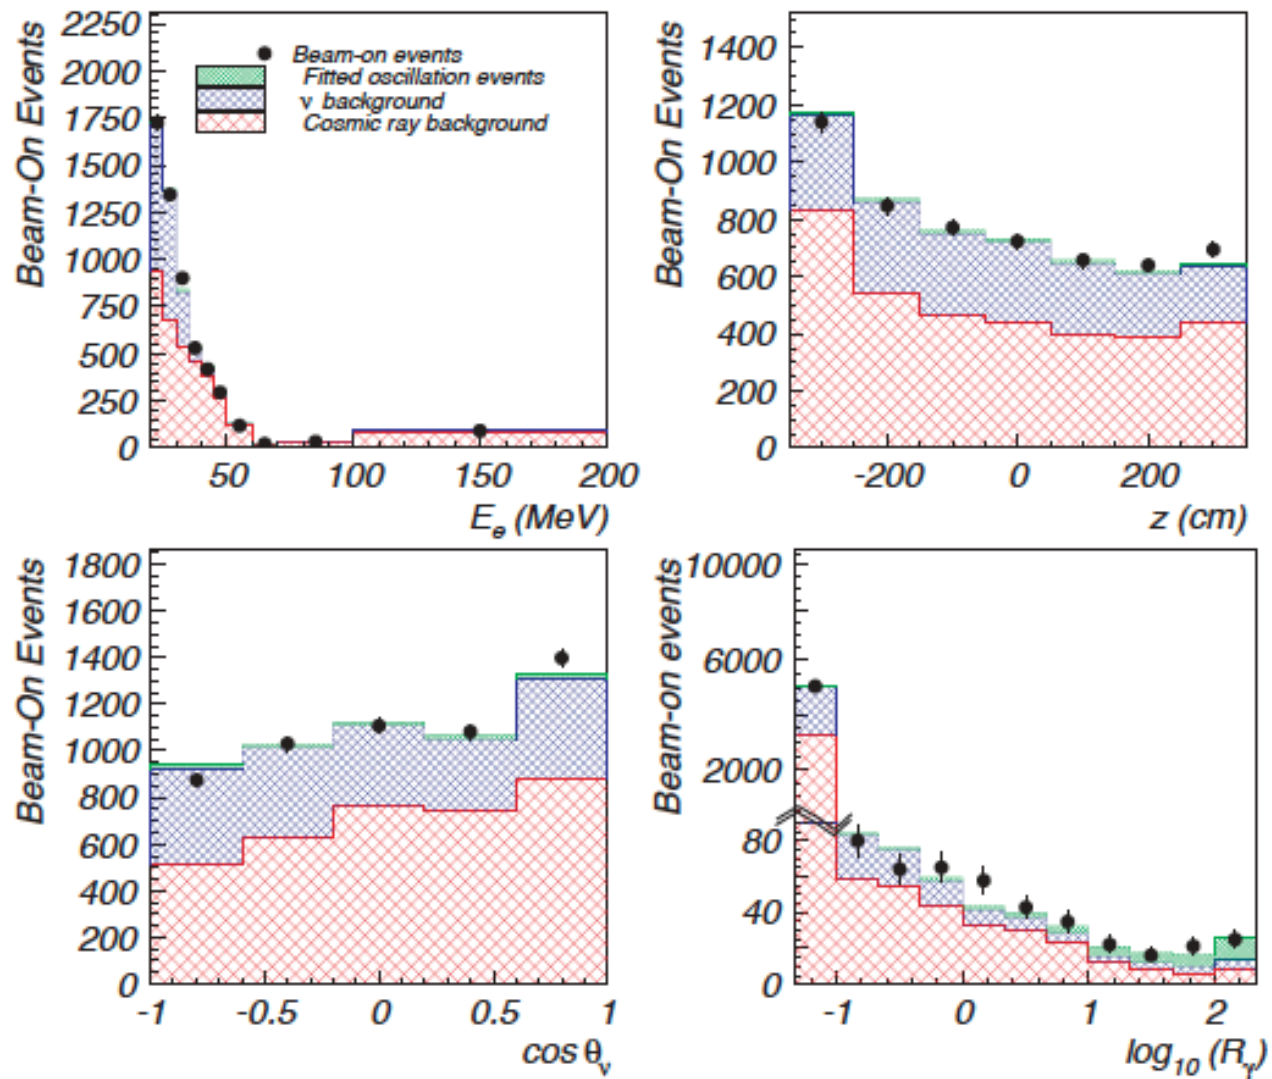 Beam-On Events
2250
2000
1750
1500
1250
1000
750
500
250
0
Beam-on events
Fitted oscillation events
ν background
Cosmic ray background
50 100 150 200
E_e (MeV)
Beam-On Events
1400
1200
1000
800
600
400
200
0
-200 0 200
z (cm)
Beam-On Events
1800
1600
1400
1200
1000
800
600
400
200
0
-1 -0.5 0 0.5 1
cos θ_ν
Beam-on events
10000
6000
2000
80
40
0
-1 0 1 2
log₁₀ (R_γ)